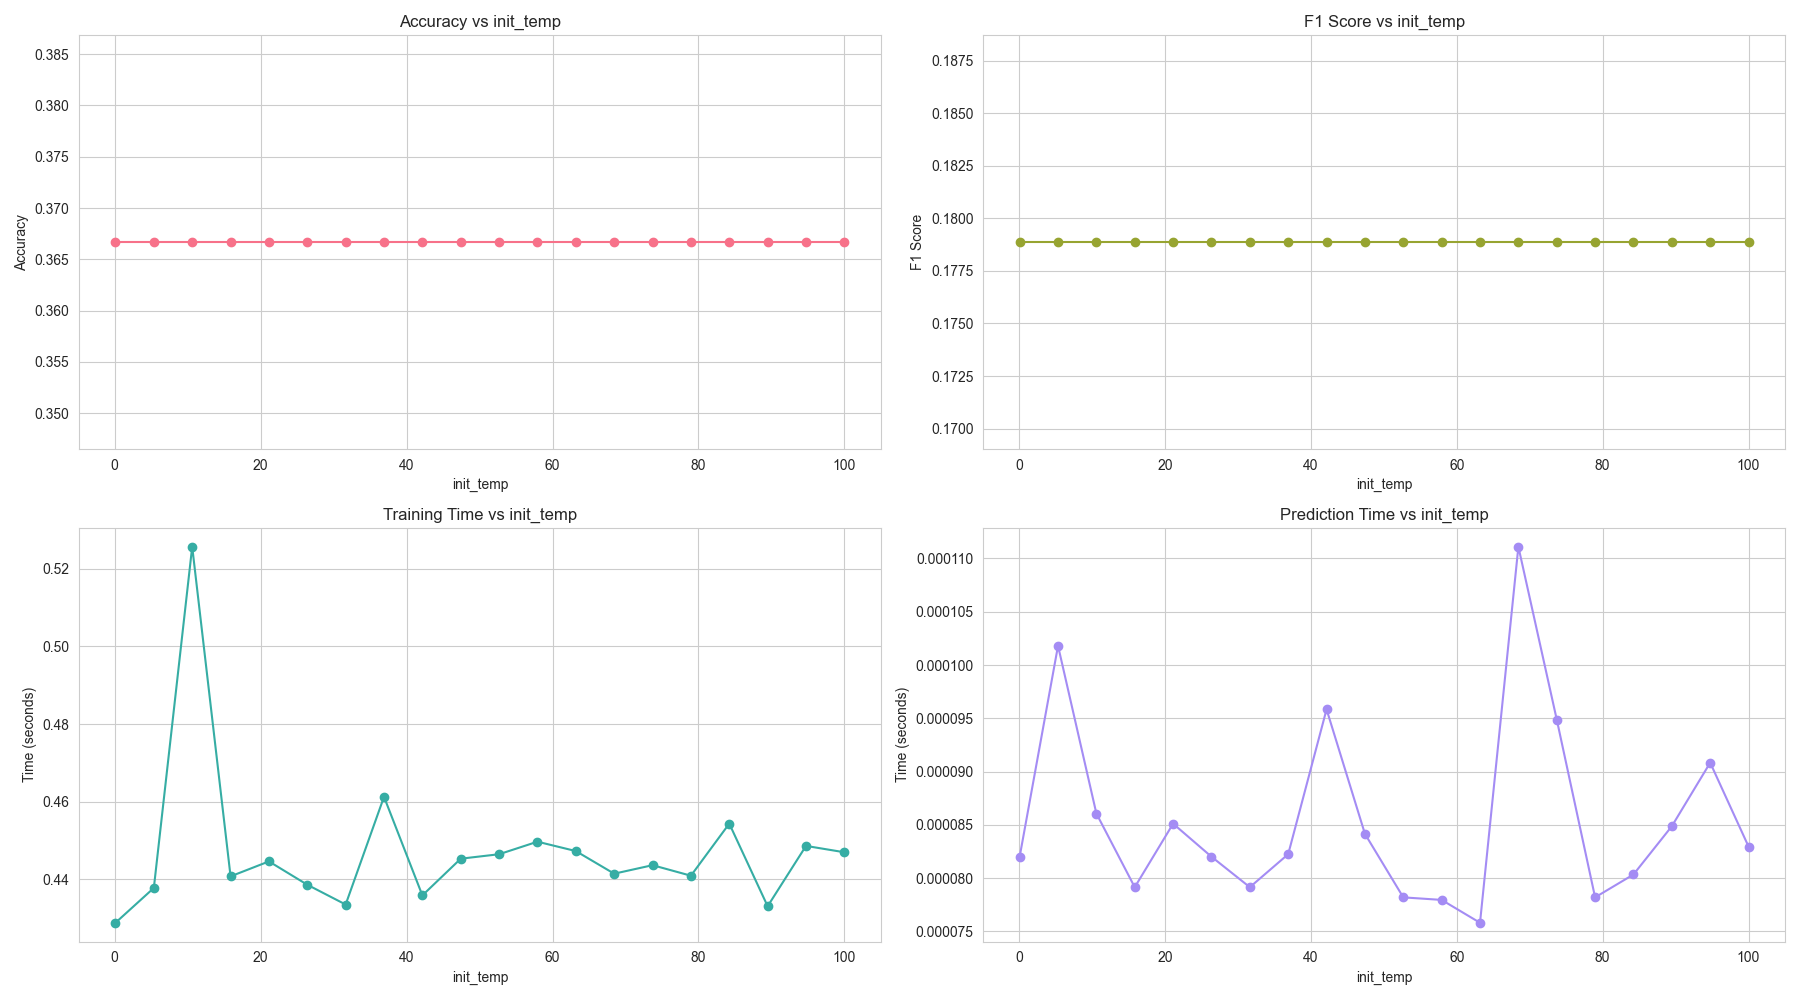 Accuracy vs init_temp
0.385
0.380
0.375
0.370
0.365
0.360
0.355
0.350
Accuracy
0 20 40 60 80 100
init_temp
F1 Score vs init_temp
0.1875
0.1850
0.1825
0.1800
0.1775
0.1750
0.1725
0.1700
F1 Score
0 20 40 60 80 100
init_temp
Training Time vs init_temp
0.52
0.50
0.48
0.46
0.44
Time (seconds)
0 20 40 60 80 100
init_temp
Prediction Time vs init_temp
0.000110
0.000105
0.000100
0.000095
0.000090
0.000085
0.000080
0.000075
Time (seconds)
0 20 40 60 80 100
init_temp